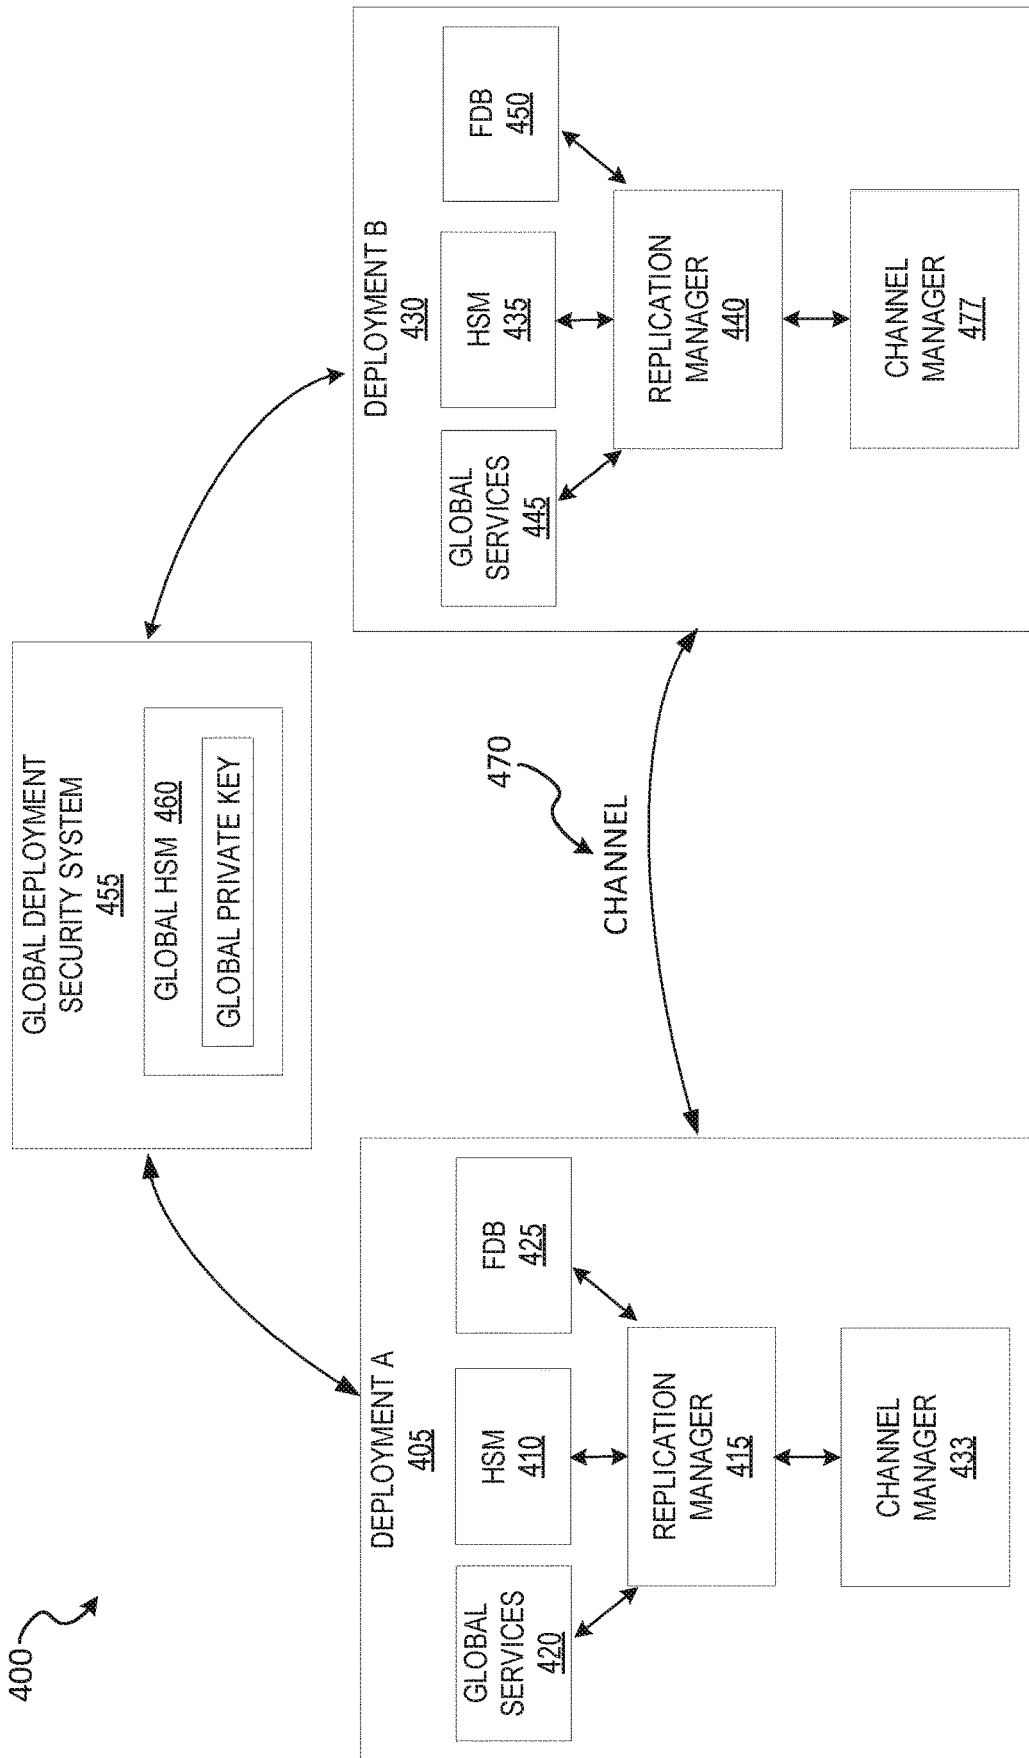 400
GLOBAL DEPLOYMENT
SECURITY SYSTEM
455
GLOBAL HSM 460
GLOBAL PRIVATE KEY
DEPLOYMENT A
405
GLOBAL
SERVICES
420
HSM
410
FDB
425
REPLICATION
MANAGER
415
CHANNEL
MANAGER
433
470
CHANNEL
DEPLOYMENT B
430
GLOBAL
SERVICES
445
HSM
435
FDB
450
REPLICATION
MANAGER
440
CHANNEL
MANAGER
477